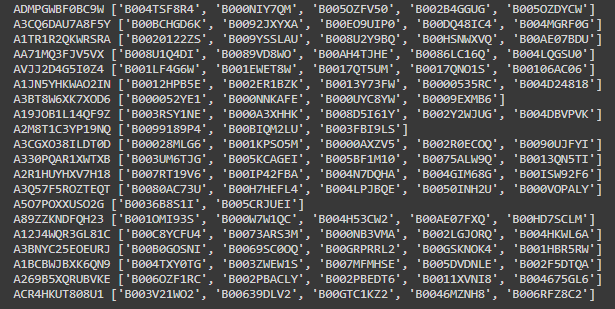 ADMPGWBF0BC9W ['B004TSF8R4', 'B000NIY7QM', 'B005OZFV50', 'B002B4GGUG', 'B005OZDYCW']
A3CQ6DAU7A8F5Y ['B00BCHGD6K', 'B0092JXYXA', 'B00EO9UIP0', 'B00DQ48IC4', 'B004MGRF0G']
A1TR1R2QKWRSRA ['B0020122ZS', 'B009YSSLAU', 'B008U2Y9BQ', 'B00HSNWXVQ', 'B00AE07BDU']
AA71MQ3FJV5VX ['B008U1Q4DI', 'B0089VD8WO', 'B00AH4TJHE', 'B0086LC16Q', 'B004LQGSU0']
AVJJ2D4G5I0Z4 ['B001LF4G6W', 'B001EWET8W', 'B0017QT5UM', 'B0017QNO1S', 'B00106AC06']
A1JN5YHKWAO2IN ['B0012HPB5E', 'B002ER1BZK', 'B0013Y73FW', 'B0000535RC', 'B004D24818']
A3BT8W6XK7XOD6 ['B000052YE1', 'B000NNKAFE', 'B000UYC8YW', 'B0009EXMB6']
A19JOB1L14QF9Z ['B003RSY1NE', 'B000A3XHHK', 'B008D5I61Y', 'B002Y2WJUG', 'B004DBVPVK']
A2M8T1C3YP19NQ ['B0099189P4', 'B00BIQM2LU', 'B003FBI9LS']
A3CGXO38ILDT0D ['B00028MLG6', 'B001KPSO5M', 'B0000AXZV5', 'B002R0ECOQ', 'B0090UJFYI']
A330PQAR1XWTXB ['B003UM6TJG', 'B005KCAGEI', 'B005BF1M10', 'B0075ALW9Q', 'B013QN5TI']
A2R1HUYHXV7H18 ['B007RT19V6', 'B00IP42FBA', 'B004N7DQHA', 'B004GIM68G', 'B00ISW92F6']
A3Q57F5ROZTEQT ['B0080AC73U', 'B00H7HEFL4', 'B004LPJBQE', 'B0050INH2U', 'B000VOPALY']
A5O7POXXUSO2G ['B0036B8S1I', 'B005CRJUEI']
A89ZZKNDFQH23 ['B001OMI93S', 'B000W7W1QC', 'B004H53CW2', 'B00AE07FXQ', 'B00HD7SCLM']
A12J4WQR3GL81C ['B00C8YCFU4', 'B0073ARS3M', 'B000NB3VMA', 'B002LGJORQ', 'B004HKWL6A']
A3BNYC25EOEURJ ['B00B0GOSNI', 'B0069SC0OQ', 'B00GRPRRL2', 'B00GSKNOK4', 'B001HBR5RW']
A1BCBWJBXK6QN9 ['B004TXY0TG', 'B003ZWEW1S', 'B007MFMHSE', 'B005DVDNLE', 'B002F5DTQA']
A269B5XQRUBVKE ['B006OZF1RC', 'B002PBACLY', 'B002PBEDT6', 'B0011XVNI8', 'B004675GL6']
ACR4HKUT808U1 ['B003V21WO2', 'B00639DLV2', 'B00GTC1KZ2', 'B0046MZNH8', 'B006RFZ8C2']